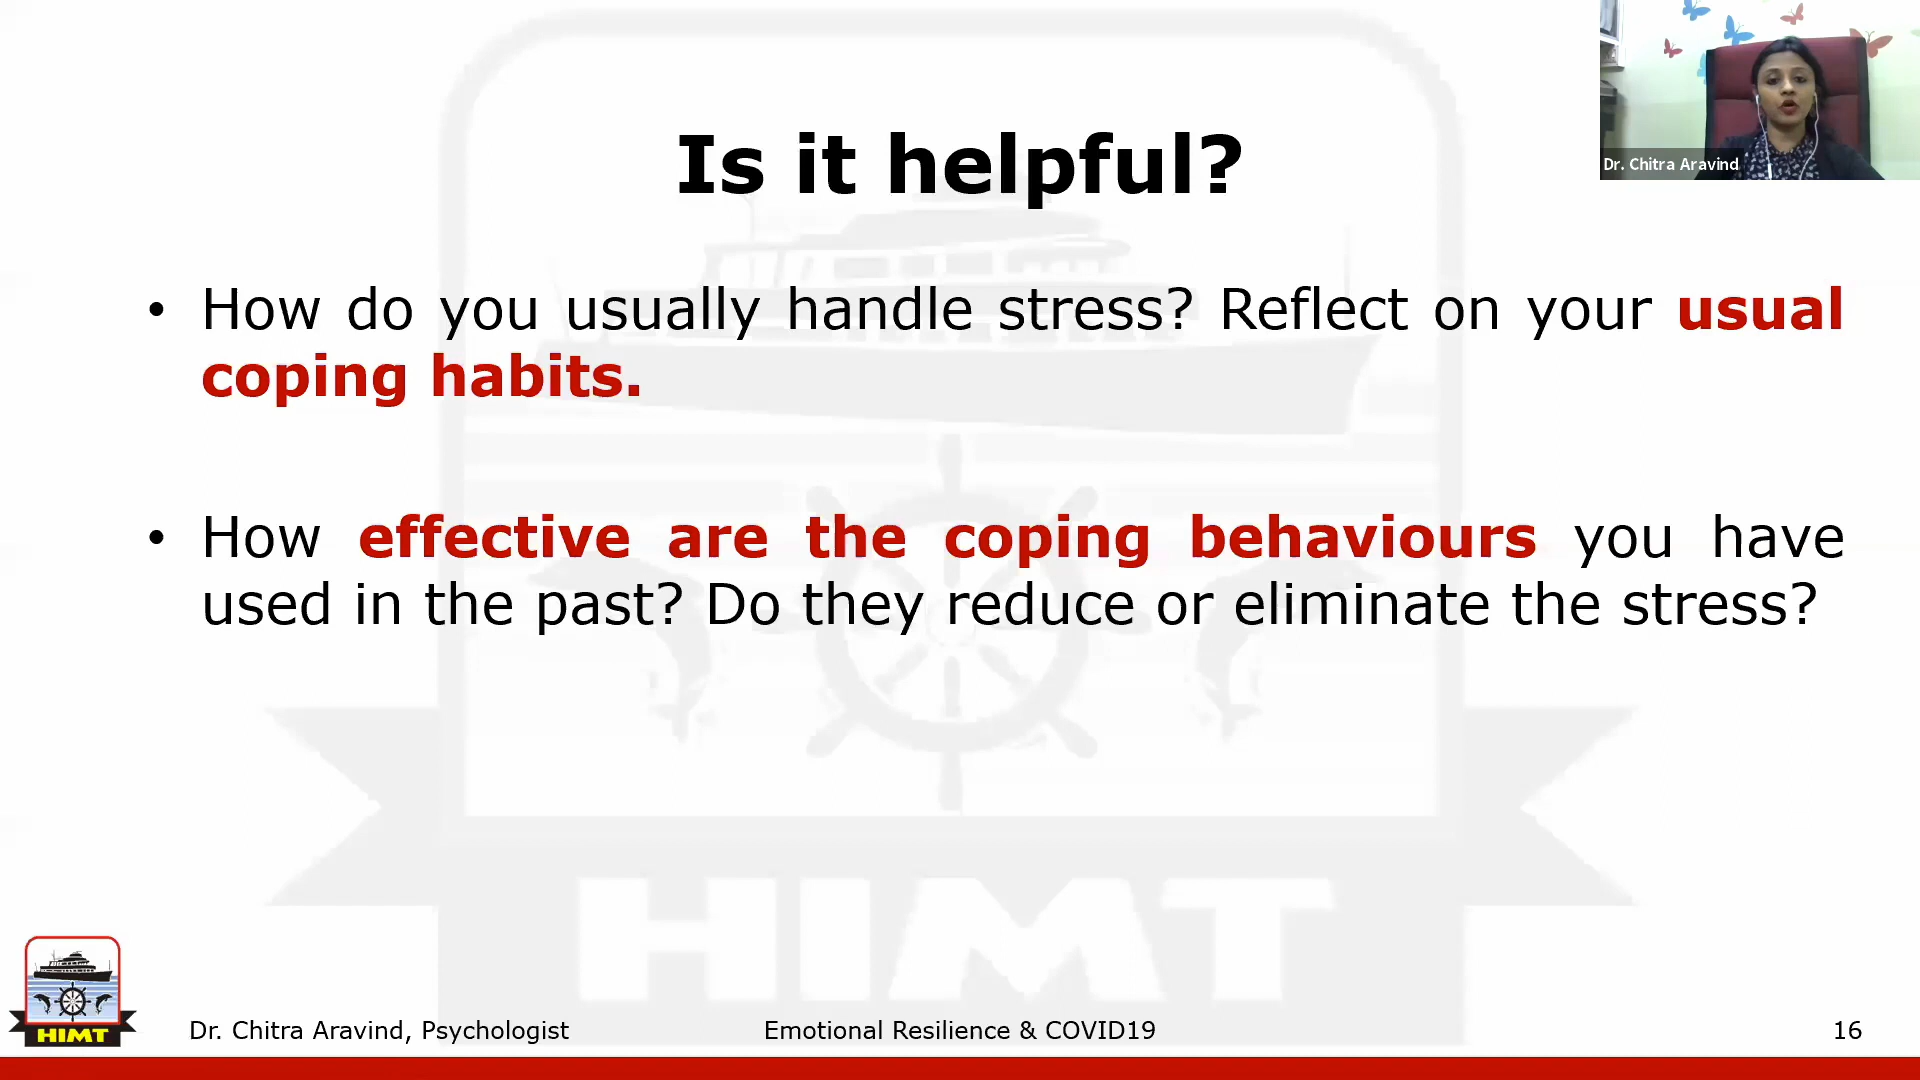 Is it helpful?
Dr. Chitra Aravind
• How do you usually handle stress? Reflect on your usual
coping habits.
• How effective are the coping behaviours you have
used in the past? Do they reduce or eliminate the stress?
HIMT
HIMT
Dr. Chitra Aravind, Psychologist
Emotional Resilience & COVID19
16